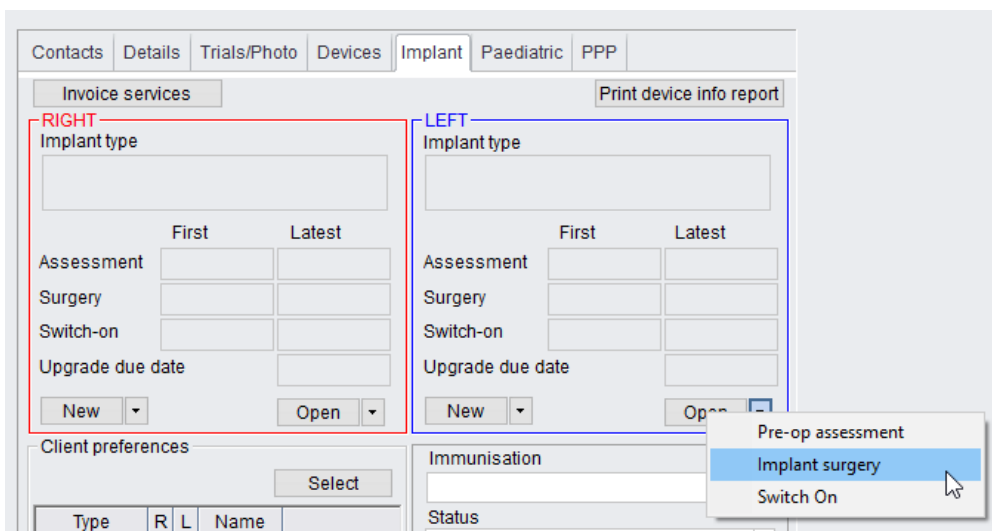 Contacts Details Trials/Photo Devices Implant Paediatric PPP
Invoice services Print device info report
RIGHT
Implant type
First Latest
Assessment
Surgery
Switch-on
Upgrade due date
New Open
LEFT
Implant type
First Latest
Assessment
Surgery
Switch-on
Upgrade due date
New Open
Pre-op assessment
Implant surgery
Switch On
Client preferences
Select
Type R L Name
Immunisation
Status